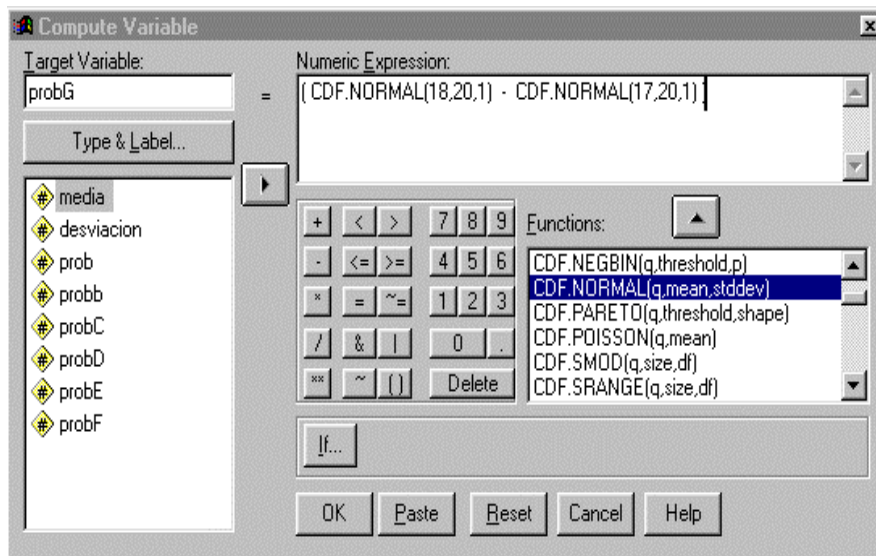 Compute Variable
Target Variable:
probG
=
Numeric Expression:
( CDF.NORMAL(18,20,1) - CDF.NORMAL(17,20,1) )
Type & Label...
media
desviacion
prob
probb
probC
probD
probE
probF
+ < > 7 8 9
- <= >= 4 5 6
* = ~= 1 2 3
/ & | 0 .
** ~ ( ) Delete
Functions:
CDF.NEGBIN(q,threshold,p)
CDF.NORMAL(q,mean,stddev)
CDF.PARETO(q,threshold,shape)
CDF.POISSON(q,mean)
CDF.SMOD(q,size,df)
CDF.SRANGE(q,size,df)
If...
OK Paste Reset Cancel Help